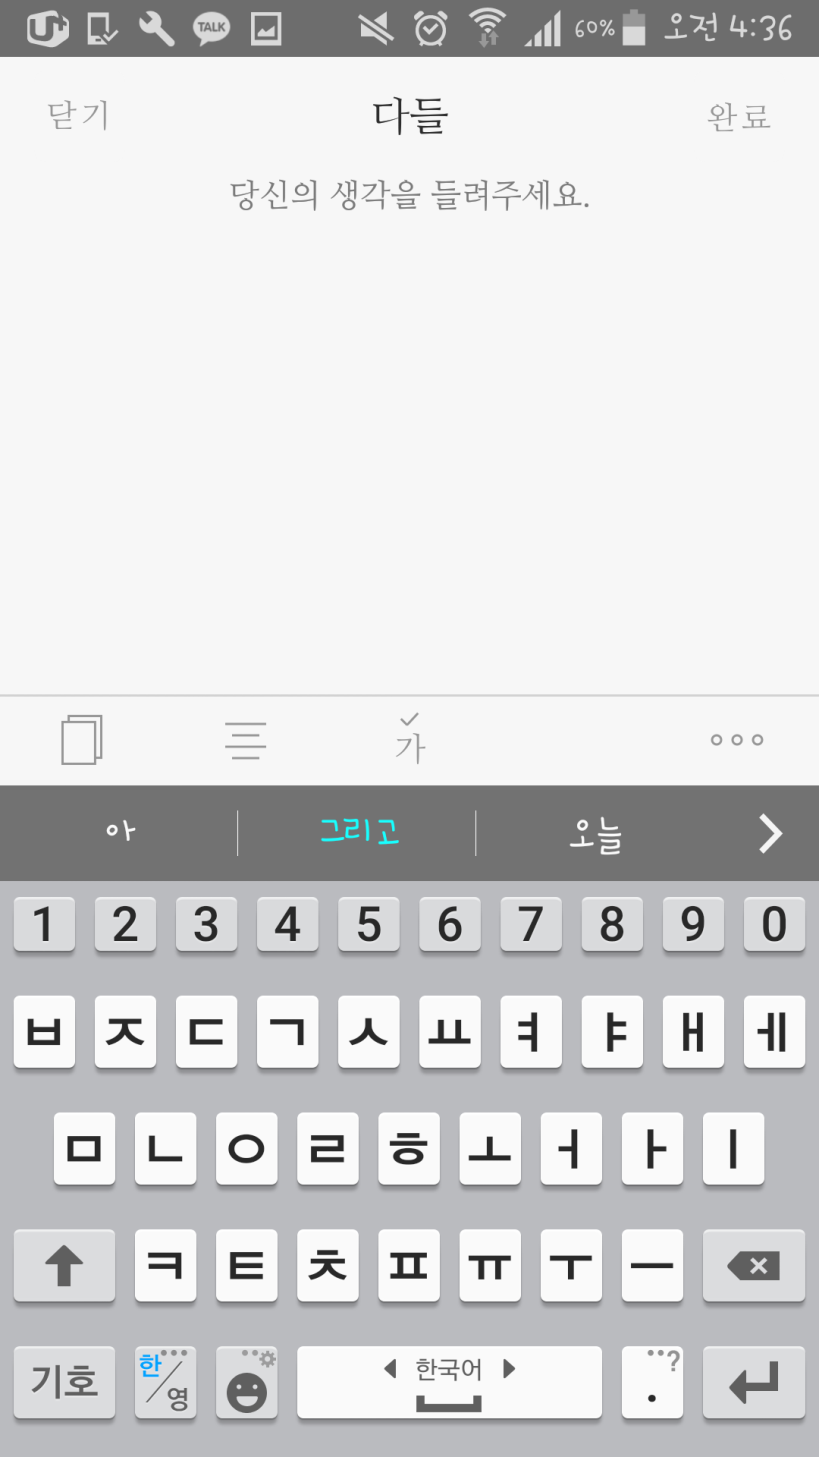 U+ TALK 60% 오전 4:36
닫기 다들 완료
당신의 생각을 들려주세요.
가
아 그리고 오늘
1 2 3 4 5 6 7 8 9 0
ㅂ ㅈ ㄷ ㄱ ㅅ ㅛ ㅕ ㅑ ㅐ ㅔ
ㅁ ㄴ ㅇ ㄹ ㅎ ㅗ ㅓ ㅏ ㅣ
ㅋ ㅌ ㅊ ㅍ ㅠ ㅜ ㅡ
기호 한/영 한국어 . ?